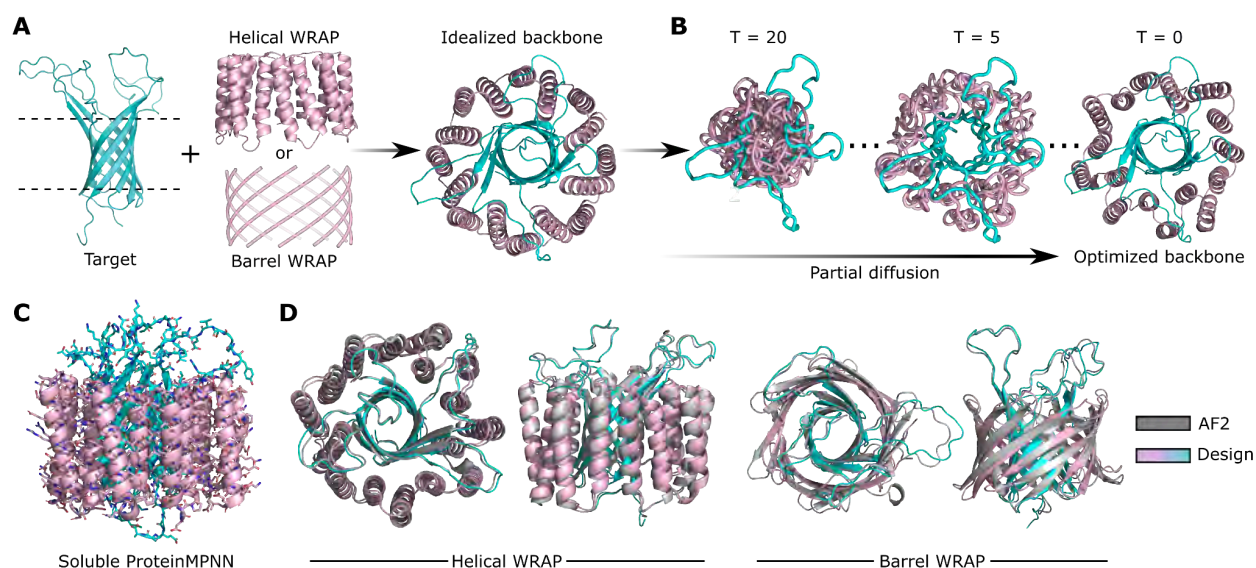 A
Helical WRAP
or
Barrel WRAP
+
Target
Idealized backbone
B
T = 20
T = 5
T = 0
Partial diffusion
Optimized backbone
C
Soluble ProteinMPNN
D
Helical WRAP
Barrel WRAP
AF2
Design